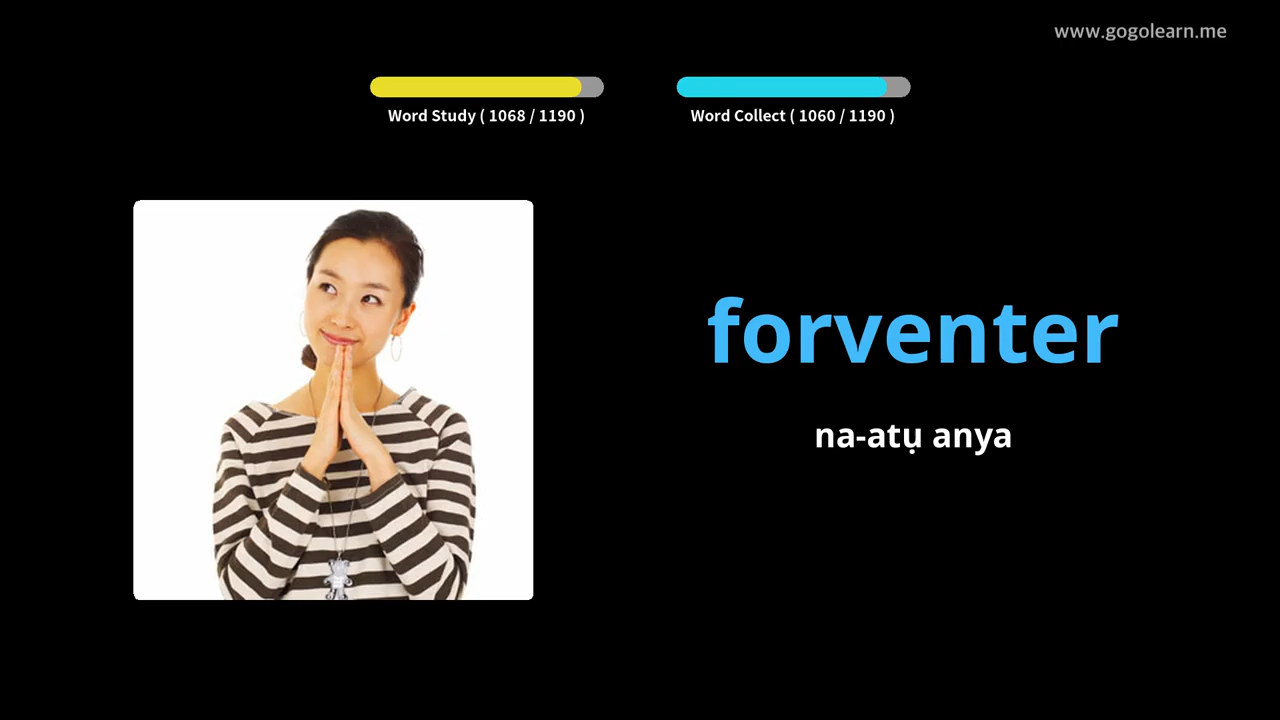 www.gogolearn.me
Word Study ( 1068 / 1190 )
Word Collect ( 1060 / 1190 )
forventer
na-atụ anya